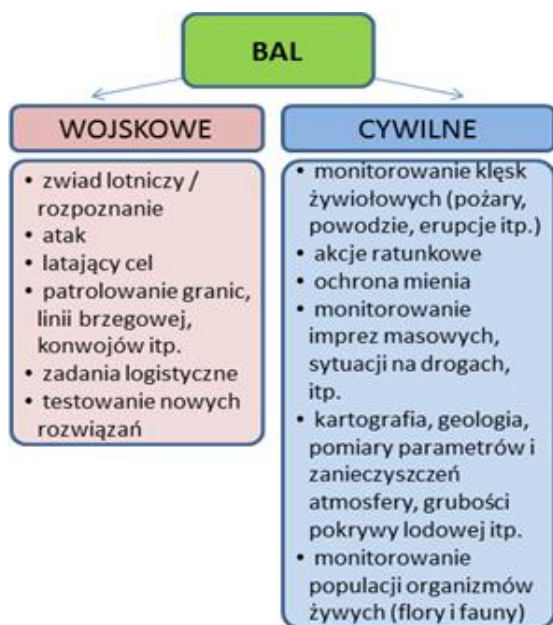 BAL
WOJSKOWE
• zwiad lotniczy /
rozpoznanie
• atak
• latający cel
• patrolowanie granic,
linii brzegowej,
konwojów itp.
• zadania logistyczne
• testowanie nowych
rozwiązań
CYWILNE
• monitorowanie klęsk
żywiołowych (pożary,
powodzie, erupcje itp.)
• akcje ratunkowe
• ochrona mienia
• monitorowanie
imprez masowych,
sytuacji na drogach,
itp.
• kartografia, geologia,
pomiary parametrów i
zanieczyszczeń
atmosfery, grubości
pokrywy lodowej itp.
• monitorowanie
populacji organizmów
żywych (flory i fauny)